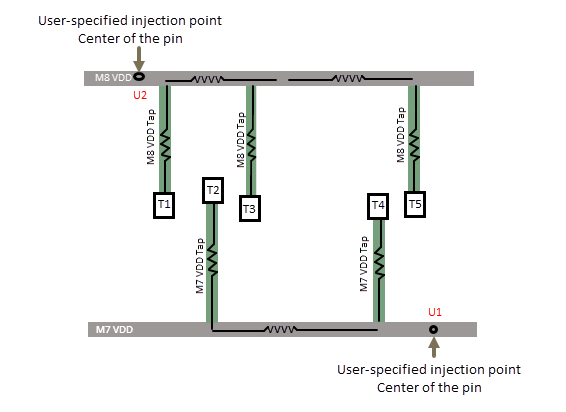 User-specified injection point
Center of the pin
M8 VDD
U2
M8 VDD Tap
M8 VDD Tap
M8 VDD Tap
T1
T2
T3
T4
T5
M7 VDD Tap
M7 VDD Tap
U1
M7 VDD
User-specified injection point
Center of the pin